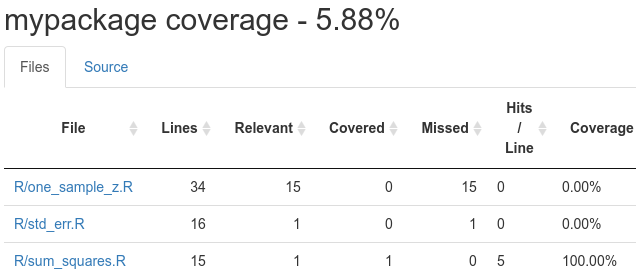 mypackage coverage - 5.88%
Files Source
File Lines Relevant Covered Missed Hits / Line Coverage
R/one_sample_z.R 34 15 0 15 0 0.00%
R/std_err.R 16 1 0 1 0 0.00%
R/sum_squares.R 15 1 1 0 5 100.00%